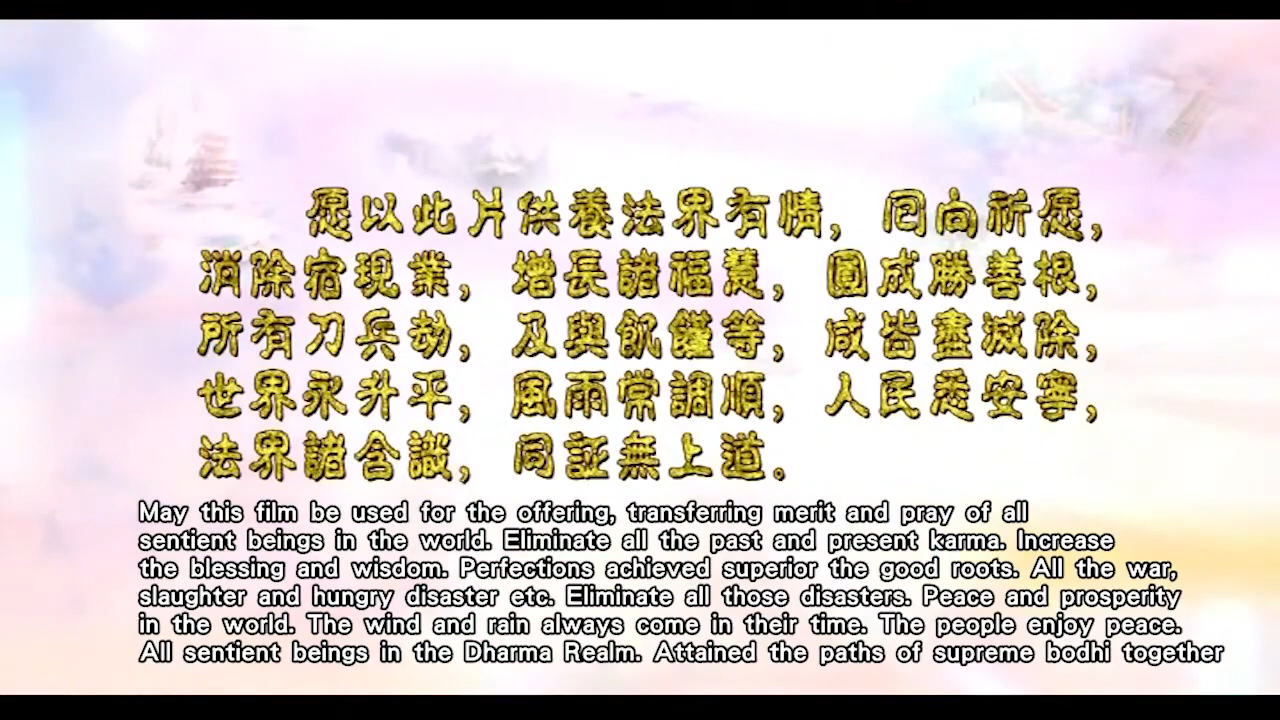 愿以此片供養法界有情，回向祈愿，
消除宿現業，增長諸福慧，圓成勝善根，
所有刀兵劫，及與飢饉等，咸皆盡滅除，
世界永升平，風雨常調順，人民悉安寧，
法界諸含識，同証無上道。
May this film be used for the offering, transferring merit and pray of all
sentient beings in the world. Eliminate all the past and present karma. Increase
the blessing and wisdom. Perfections achieved superior the good roots. All the war,
slaughter and hungry disaster etc. Eliminate all those disasters. Peace and prosperity
in the world. The wind and rain always come in their time. The people enjoy peace.
All sentient beings in the Dharma Realm. Attained the paths of supreme bodhi together